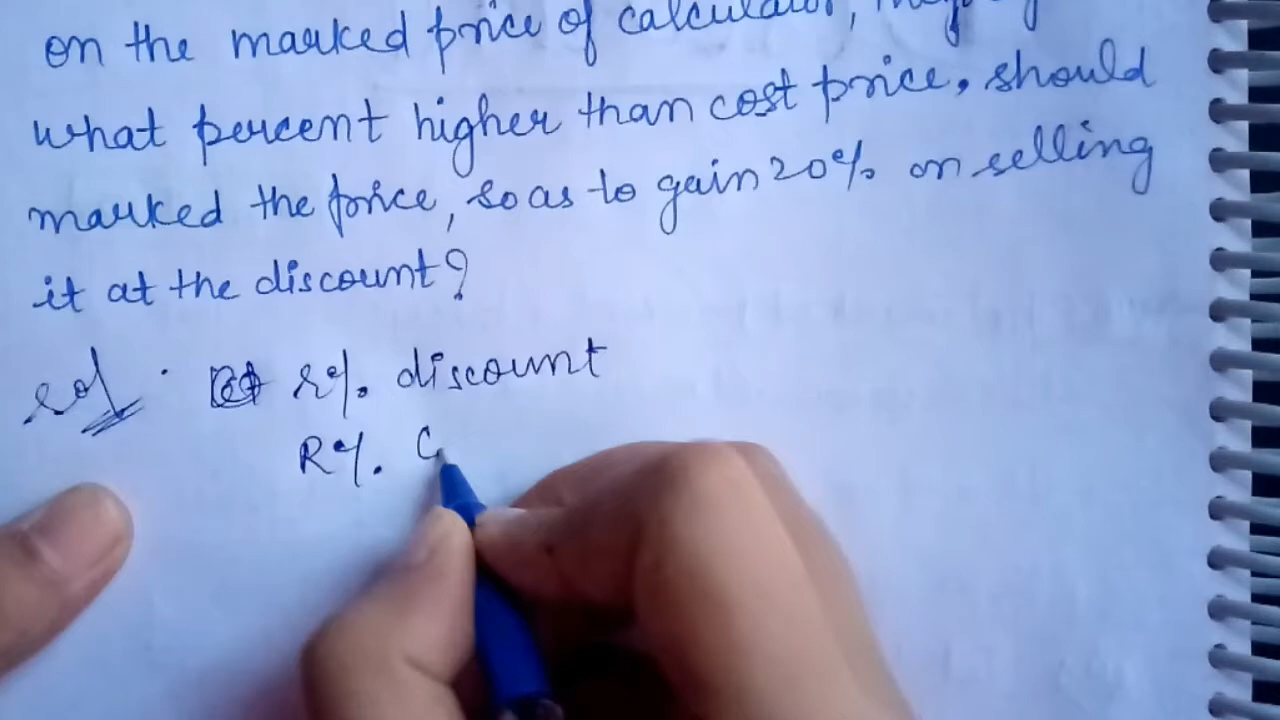 on the marked price of calculator,
what percent higher than cost price, should
marked the price, so as to gain 20% on selling
it at the discount?
sol. r% discount
R% G